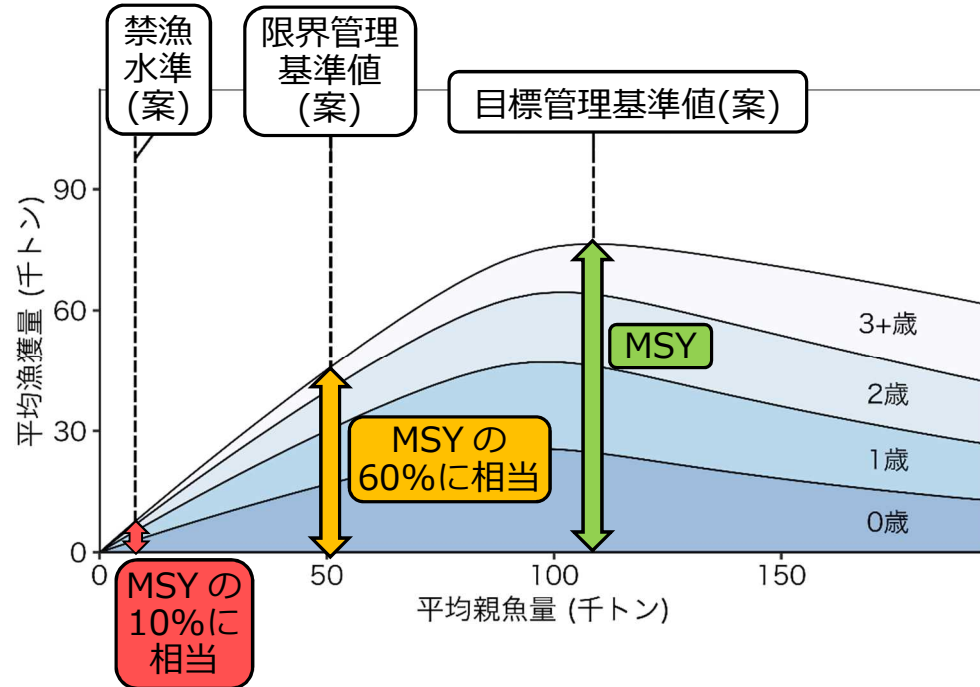 禁漁
水準
(案)
限界管理
基準値
(案)
目標管理基準値(案)
平均漁獲量 (千トン)
90
60
30
0
3+歳
2歳
1歳
0歳
MSY
MSY の
60%に相当
MSY の
10%に
相当
0
50
100
150
平均親魚量 (千トン)